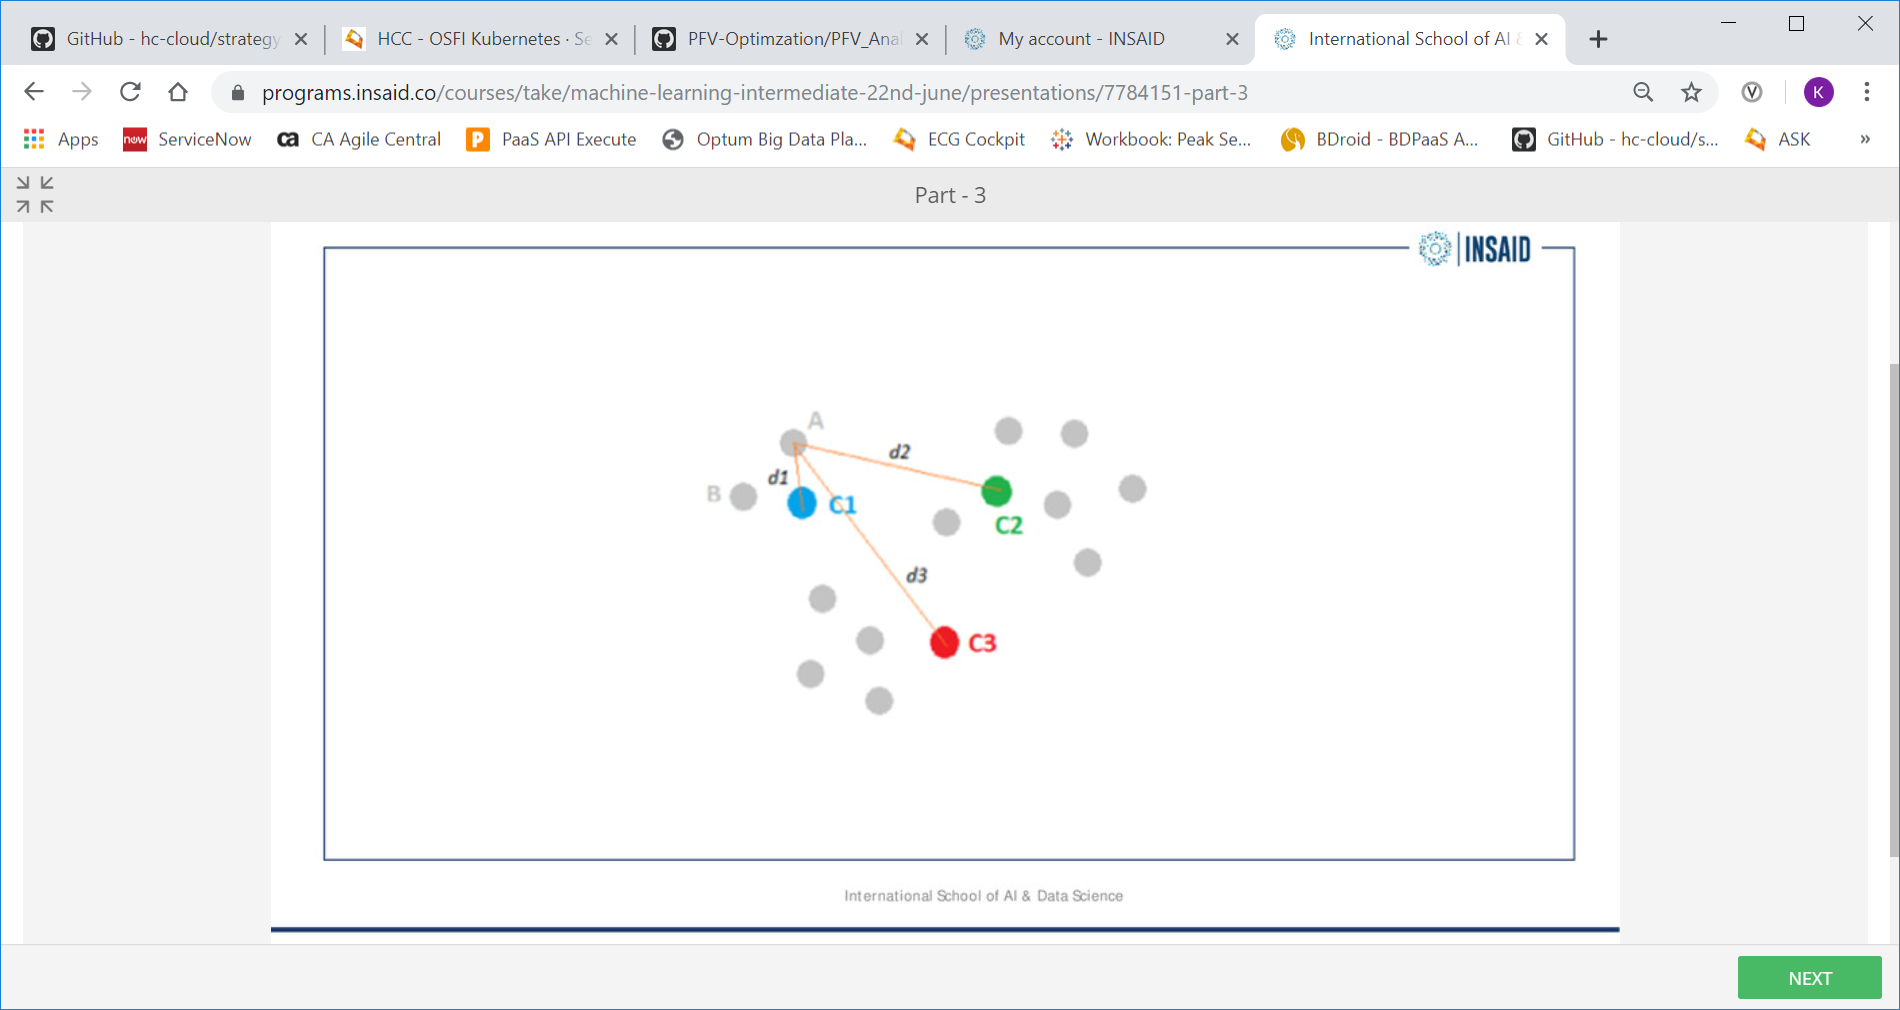 GitHub - hc-cloud/strategy
HCC - OSFI Kubernetes · Se
PFV-Optimzation/PFV_Anal
My account - INSAID
International School of AI &
programs.insaid.co/courses/take/machine-learning-intermediate-22nd-june/presentations/7784151-part-3
K
Apps
now
ServiceNow
ca
CA Agile Central
P
PaaS API Execute
Optum Big Data Pla...
ECG Cockpit
Workbook: Peak Se...
BDroid - BDPaaS A...
GitHub - hc-cloud/s...
ASK
»
Part - 3
INSAID
A
d2
d1
B
C1
C2
d3
C3
International School of AI & Data Science
NEXT